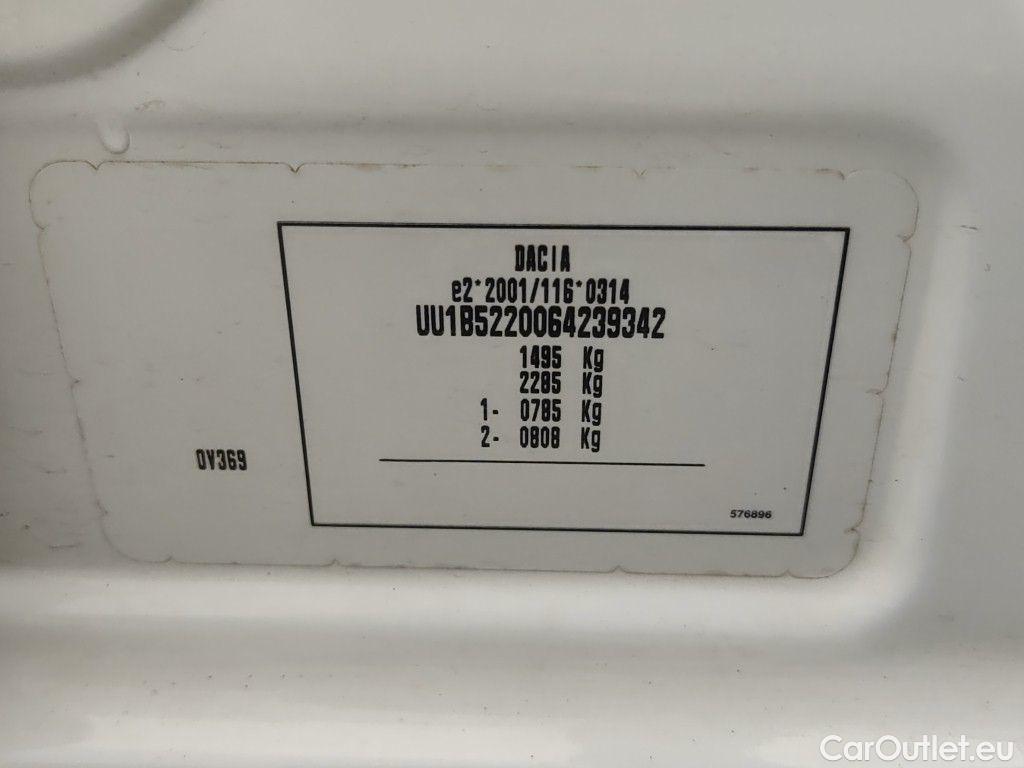 DACIA
e2*2001/116*0314
UU1B5220064239342
1495 Kg
2285 Kg
1- 0785 Kg
2- 0808 Kg
0V369
576896
CarOutlet.eu